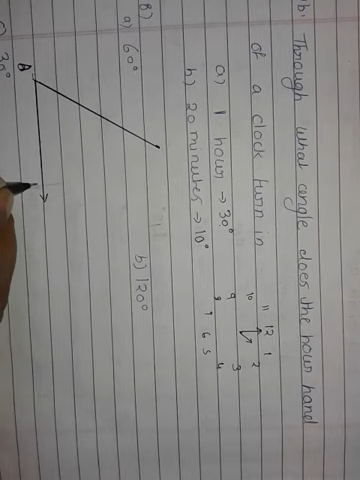 'b' Through what angle does the hour hand
of a clock turn in
a) 1 hour → 30°
h) 20 minutes → 10°
11 12 1
10 2
9 3
8 4
7 6 5
8)
a) 60° b) 120°
A
30°